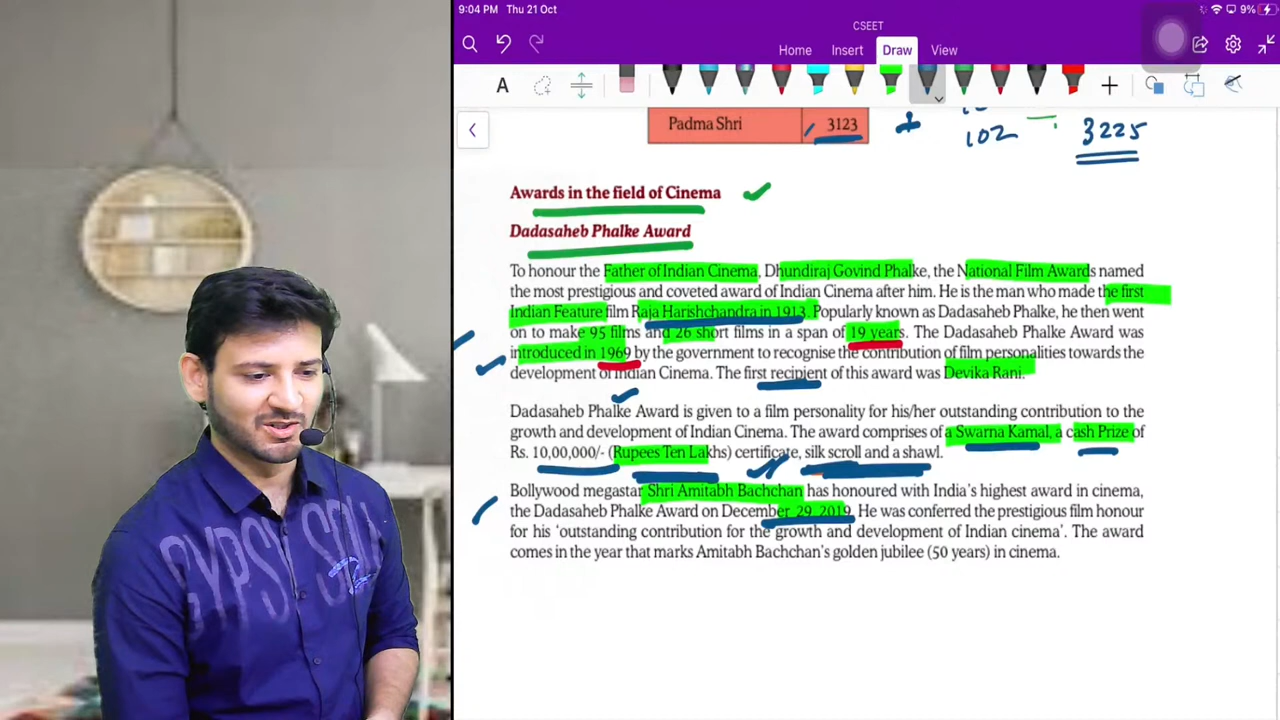 9:04 PM Thu 21 Oct
9%
CSEET
Home Insert Draw View
A
Padma Shri 3123
+ 102 3225
Awards in the field of Cinema
Dadasaheb Phalke Award
To honour the Father of Indian Cinema, Dhundiraj Govind Phalke, the National Film Awards named
the most prestigious and coveted award of Indian Cinema after him. He is the man who made the first
Indian Feature film Raja Harishchandra in 1913. Popularly known as Dadasaheb Phalke, he then went
on to make 95 films and 26 short films in a span of 19 years. The Dadasaheb Phalke Award was
introduced in 1969 by the government to recognise the contribution of film personalities towards the
development of Indian Cinema. The first recipient of this award was Devika Rani.
Dadasaheb Phalke Award is given to a film personality for his/her outstanding contribution to the
growth and development of Indian Cinema. The award comprises of a Swarna Kamal, a cash Prize of
Rs. 10,00,000/- (Rupees Ten Lakhs) certificate, silk scroll and a shawl.
Bollywood megastar Shri Amitabh Bachchan has honoured with India's highest award in cinema,
the Dadasaheb Phalke Award on December 29, 2019. He was conferred the prestigious film honour
for his 'outstanding contribution for the growth and development of Indian cinema'. The award
comes in the year that marks Amitabh Bachchan's golden jubilee (50 years) in cinema.
GYPSY